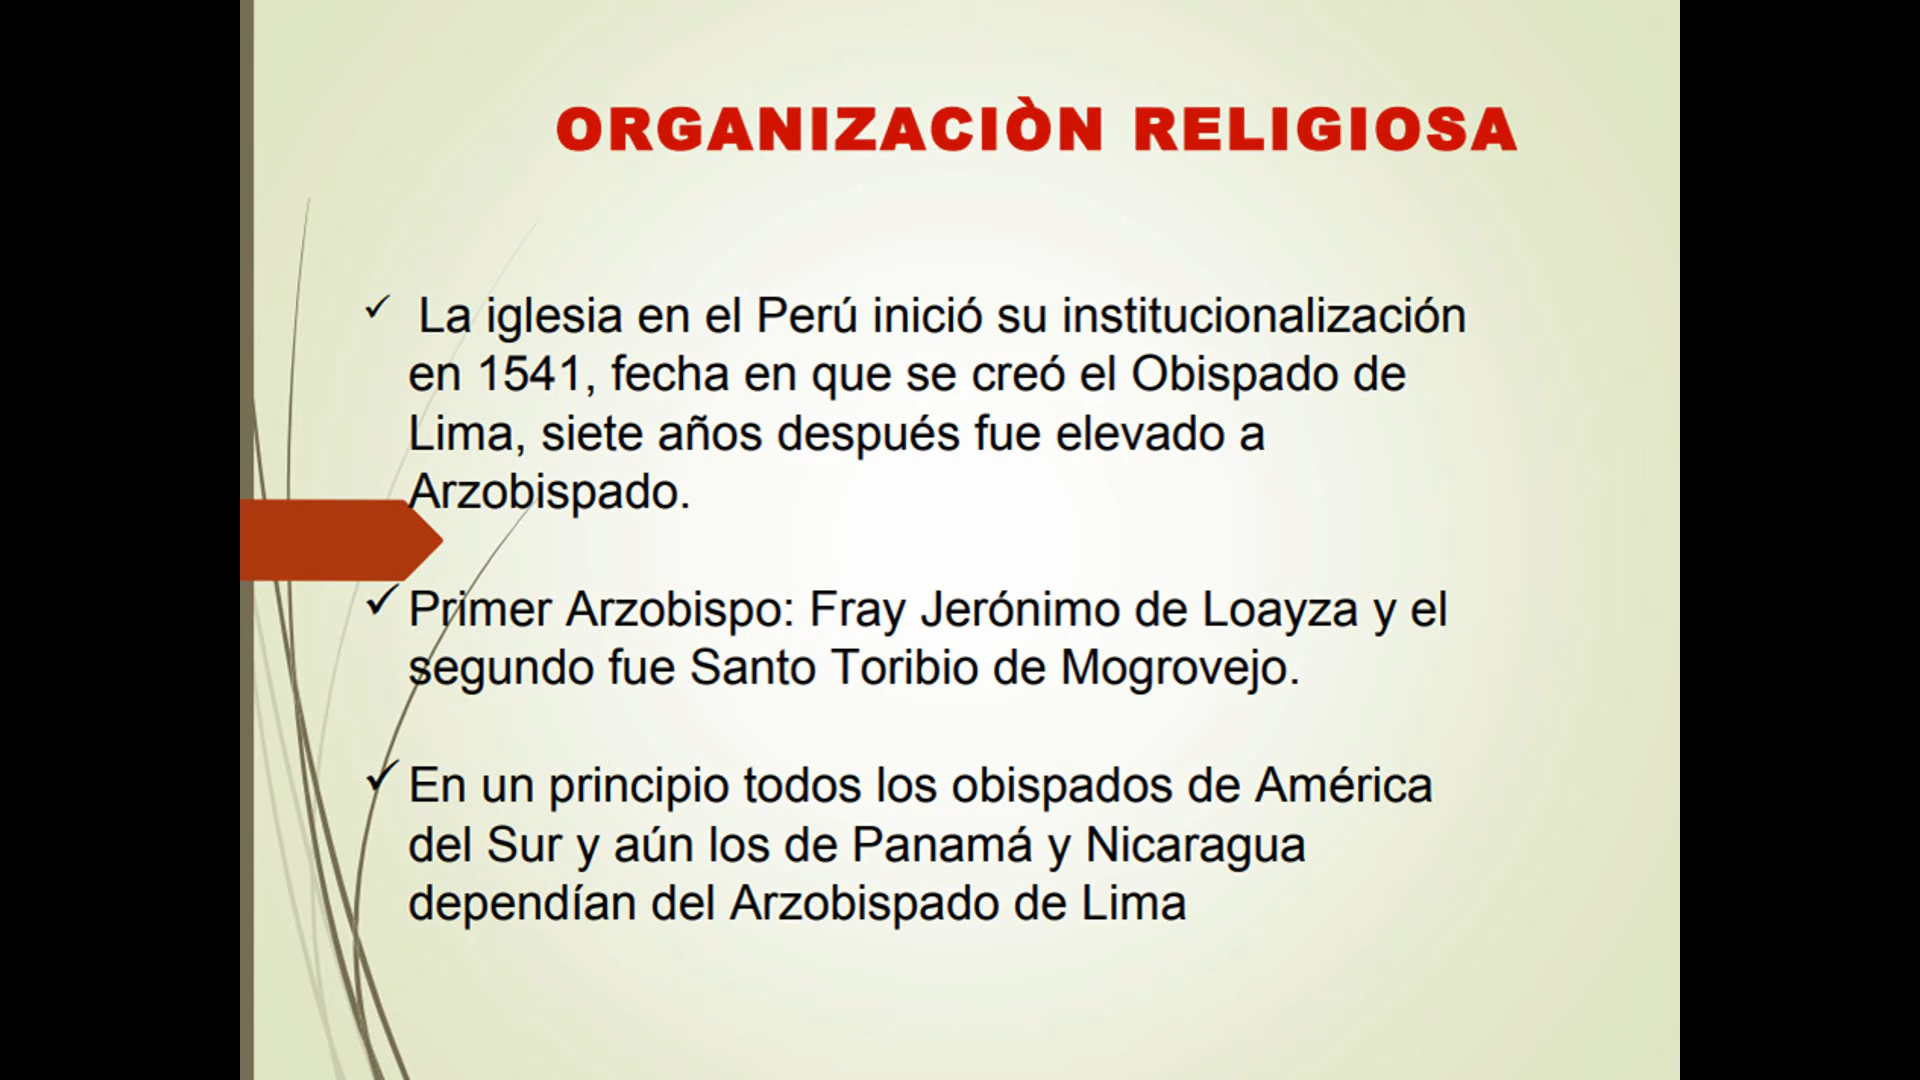 ORGANIZACIÒN RELIGIOSA
✓ La iglesia en el Perú inició su institucionalización
en 1541, fecha en que se creó el Obispado de
Lima, siete años después fue elevado a
Arzobispado.
✓ Primer Arzobispo: Fray Jerónimo de Loayza y el
segundo fue Santo Toribio de Mogrovejo.
✓ En un principio todos los obispados de América
del Sur y aún los de Panamá y Nicaragua
dependían del Arzobispado de Lima